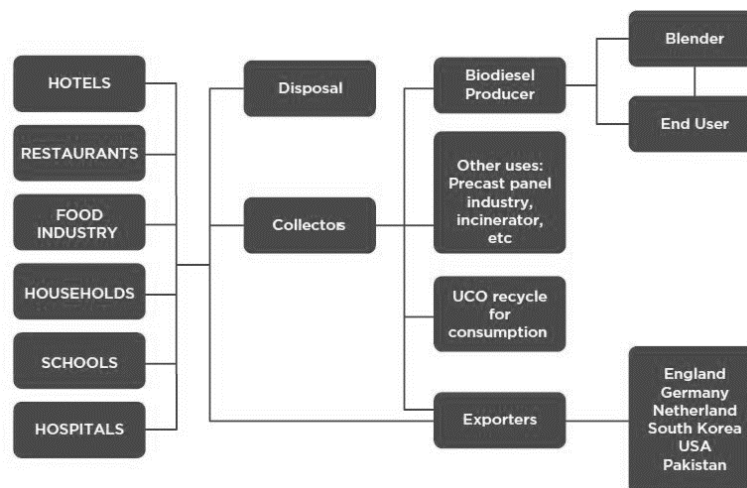 HOTELS
RESTAURANTS
FOOD
INDUSTRY
HOUSEHOLDS
SCHOOLS
HOSPITALS
Disposal
Collectors
Biodiesel
Producer
Other uses:
Precast panel
industry,
incinerator,
etc
UCO recycle
for
consumption
Exporters
Blender
End User
England
Germany
Netherland
South Korea
USA
Pakistan